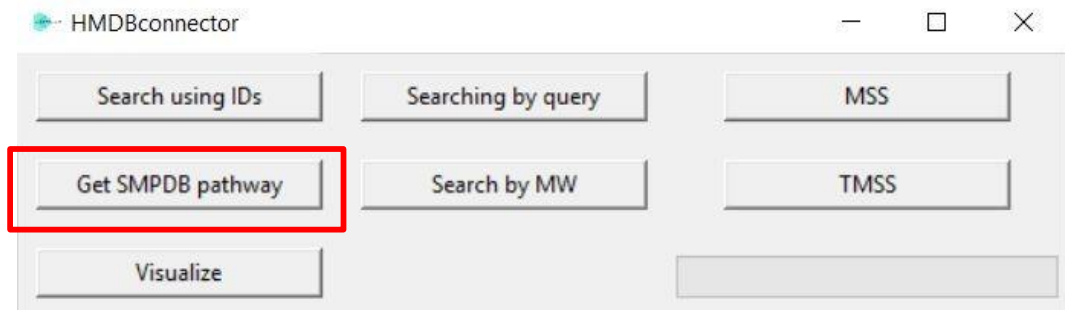 HMDBconnector
Search using IDs
Searching by query
MSS
Get SMPDB pathway
Search by MW
TMSS
Visualize